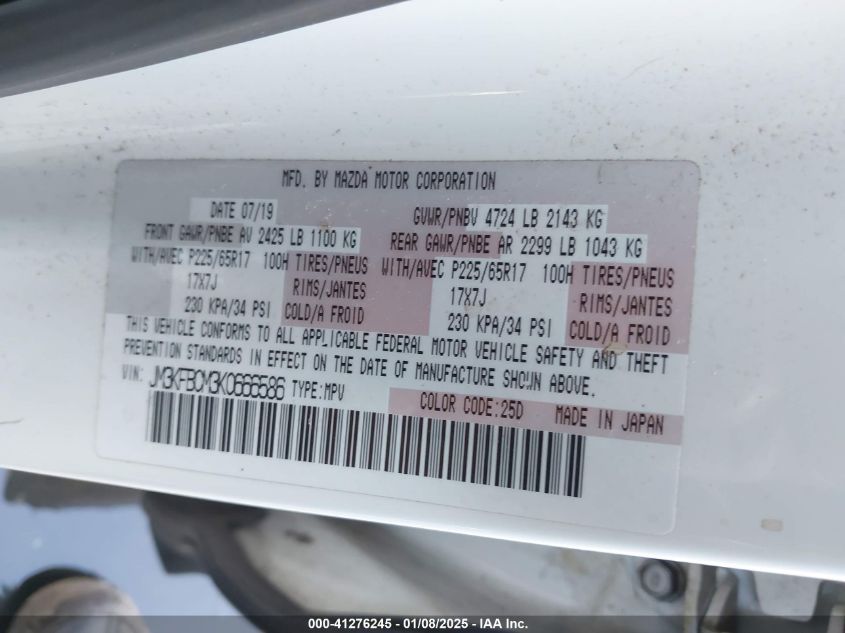 MFD. BY MAZDA MOTOR CORPORATION
DATE 07/19 GVWR/PNBV 4724 LB 2143 KG
FRONT GAWR/PNBE AV 2425 LB 1100 KG REAR GAWR/PNBE AR 2299 LB 1043 KG
WITH/AVEC P225/65R17 100H TIRES/PNEUS WITH/AVEC P225/65R17 100H TIRES/PNEUS
17X7J RIMS/JANTES 17X7J RIMS/JANTES
230 KPA/34 PSI COLD/A FROID 230 KPA/34 PSI COLD/A FROID
THIS VEHICLE CONFORMS TO ALL APPLICABLE FEDERAL MOTOR VEHICLE SAFETY AND THEFT
PREVENTION STANDARDS IN EFFECT ON THE DATE OF MANUFACTURE SHOWN ABOVE.
VIN: JM3KFBCM3K0666586 TYPE:MPV
COLOR CODE:25D MADE IN JAPAN
000-41276245 - 01/08/2025 - IAA Inc.